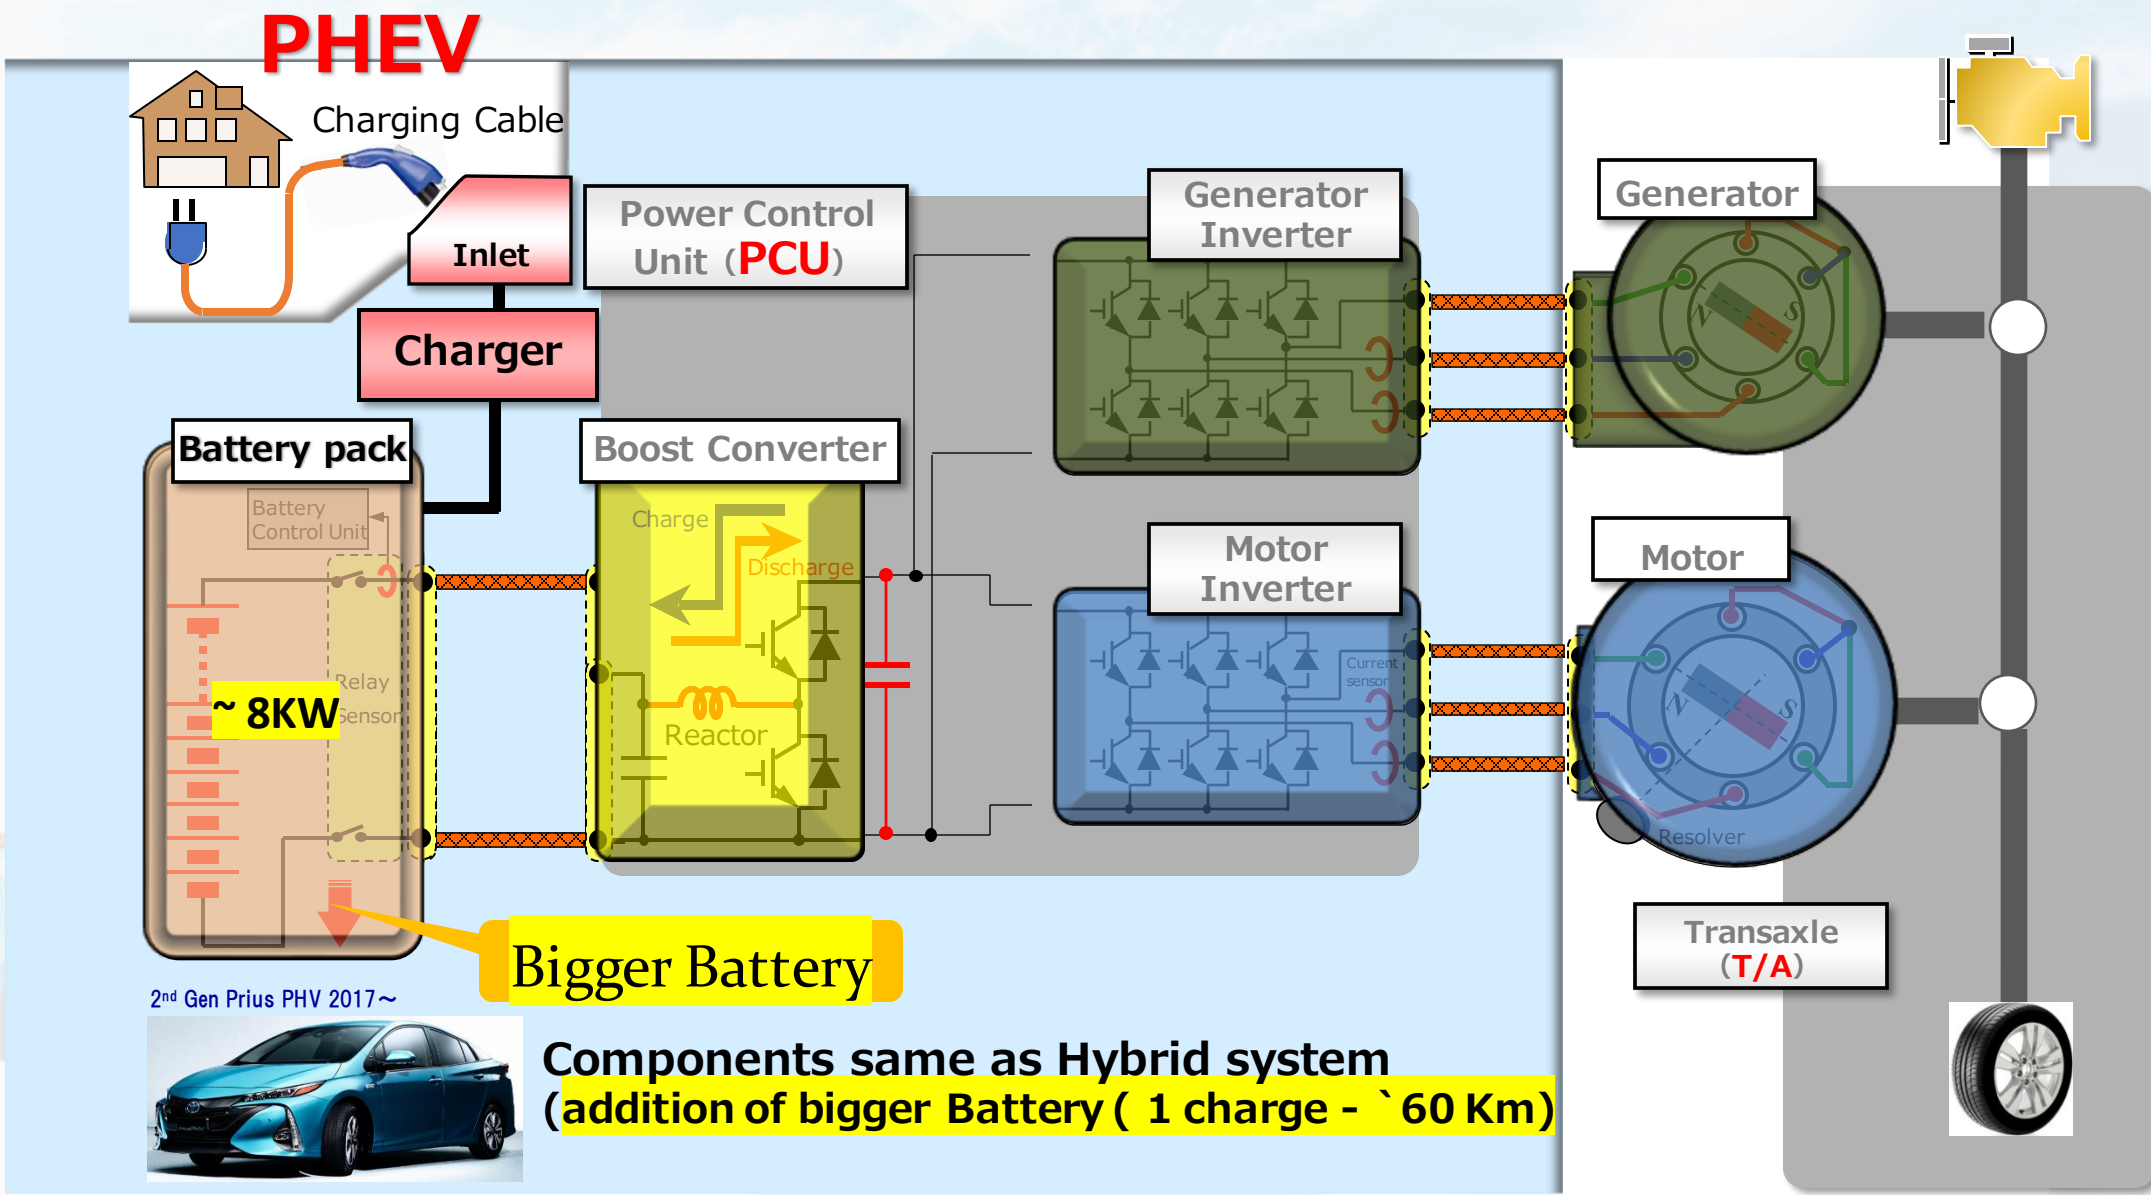 PHEV
Charging Cable
Inlet
Charger
Power Control
Unit (PCU)
Generator
Inverter
Generator
Battery pack
Battery
Control Unit
Relay
Sensor
~ 8KW
Boost Converter
Charge
Discharge
Reactor
Motor
Inverter
Current
sensor
Motor
N
S
N
S
Resolver
Transaxle
(T/A)
Bigger Battery
2nd Gen Prius PHV 2017～
Components same as Hybrid system
(addition of bigger Battery ( 1 charge - `60 Km)